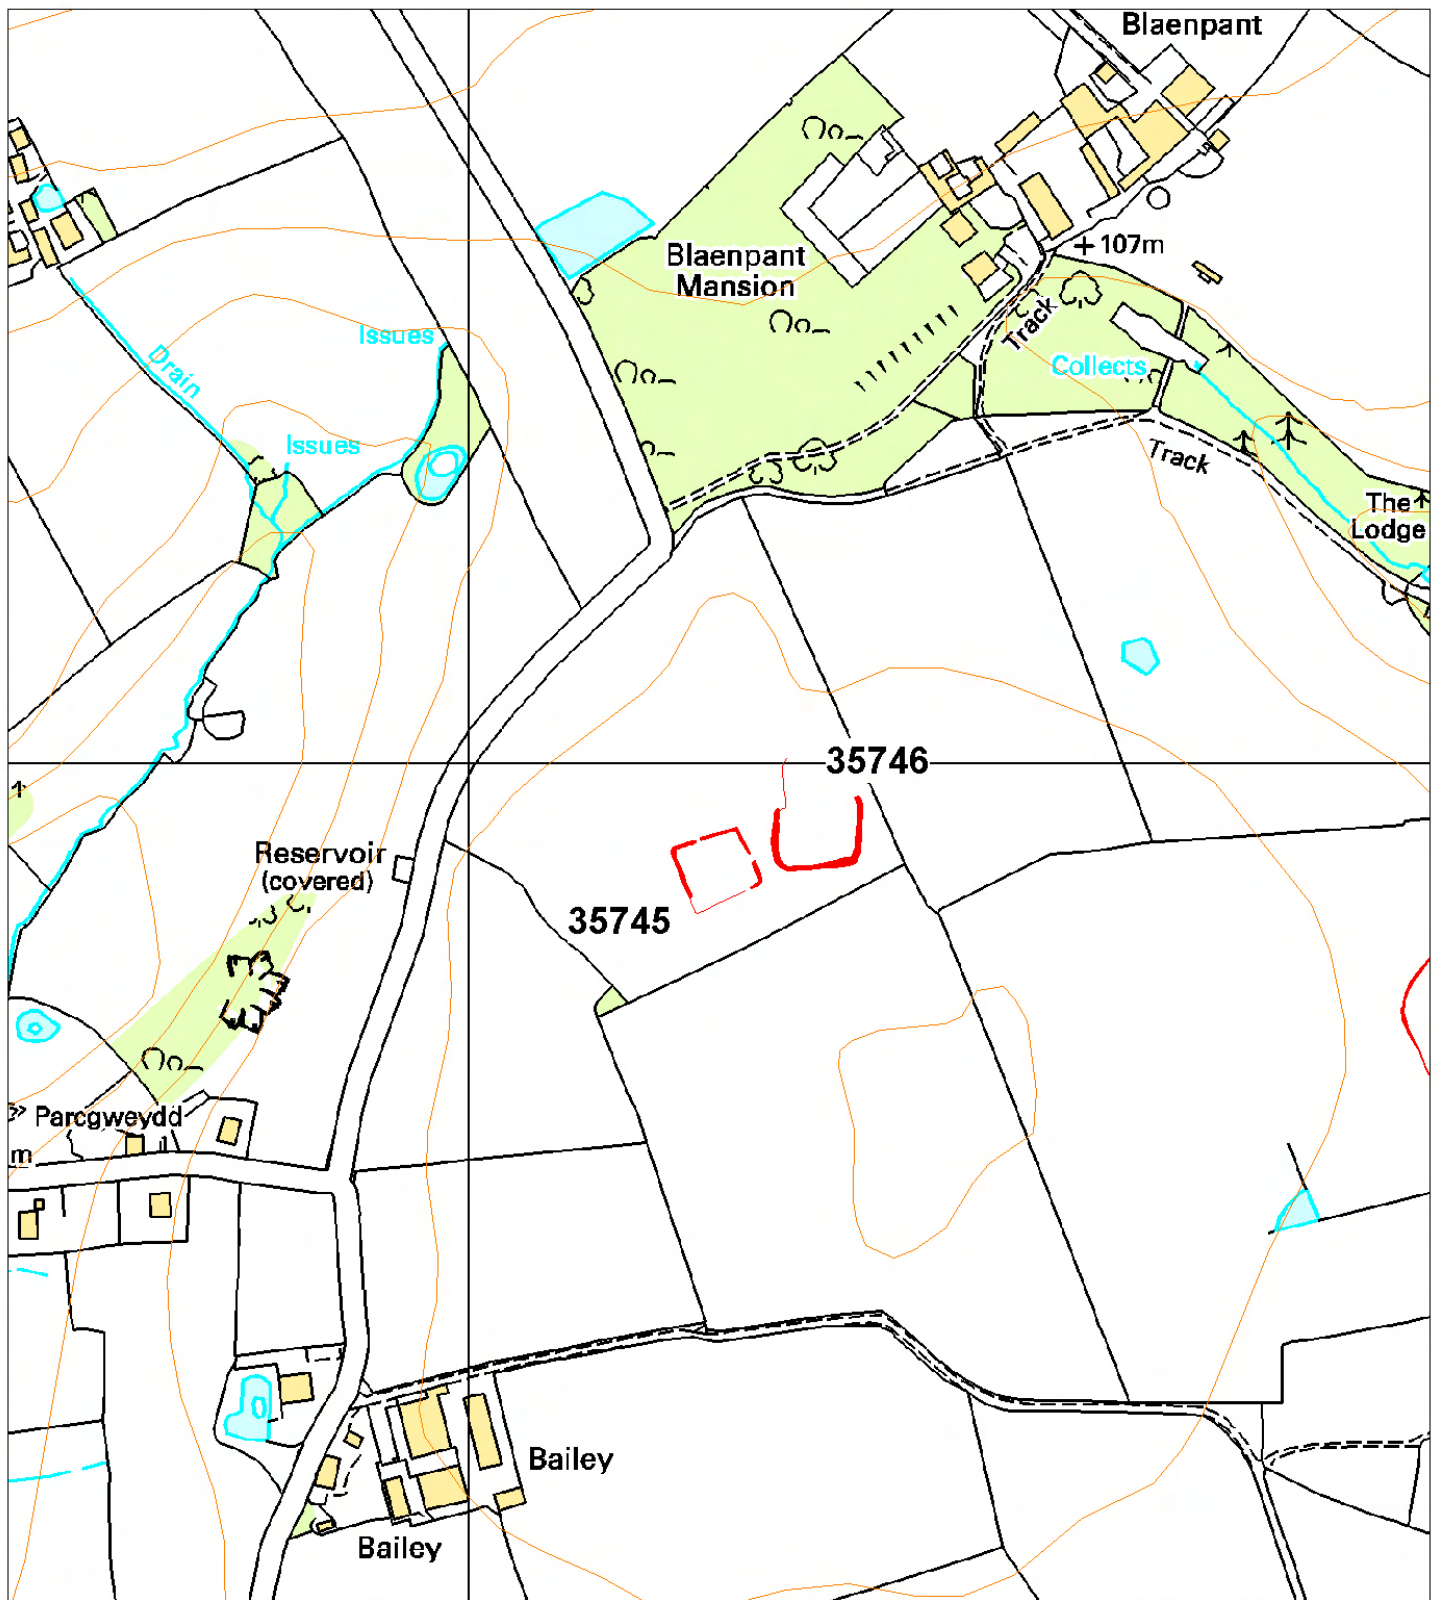 Blaenpant
+ 107m
Blaenpant
Mansion
Track
Issues
Drain
Collects
Issues
Track
The
Lodge
35746
Reservoir
(covered)
35745
Parcgweydd
m
Bailey
Bailey